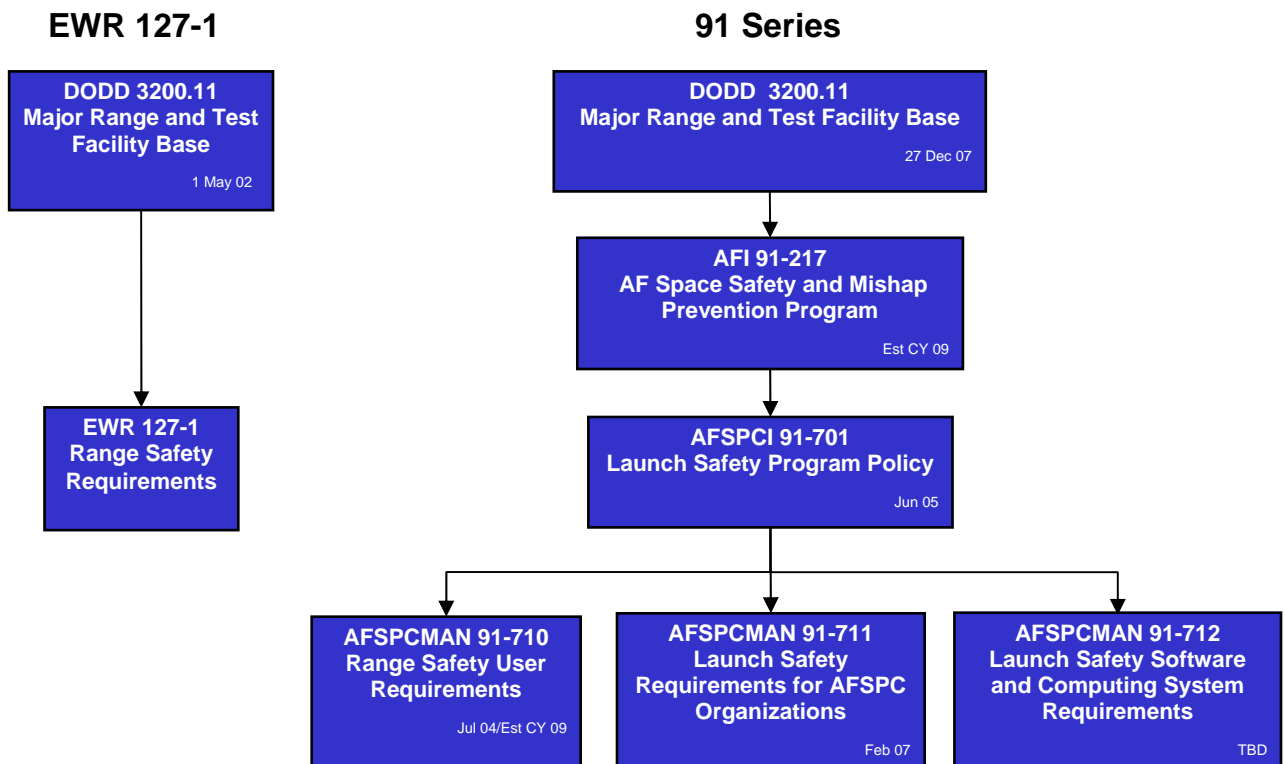 EWR 127-1
91 Series
DODD 3200.11
Major Range and Test
Facility Base
1 May 02
DODD  3200.11
Major Range and Test Facility Base
27 Dec 07
AFI 91-217
AF Space Safety and Mishap
Prevention Program
Est CY 09
EWR 127-1
Range Safety
Requirements
AFSPCI 91-701
Launch Safety Program Policy
Jun 05
AFSPCMAN 91-710
Range Safety User
Requirements
Jul 04/Est CY 09
AFSPCMAN 91-711
Launch Safety
Requirements for AFSPC
Organizations
Feb 07
AFSPCMAN 91-712
Launch Safety Software
and Computing System
Requirements
TBD